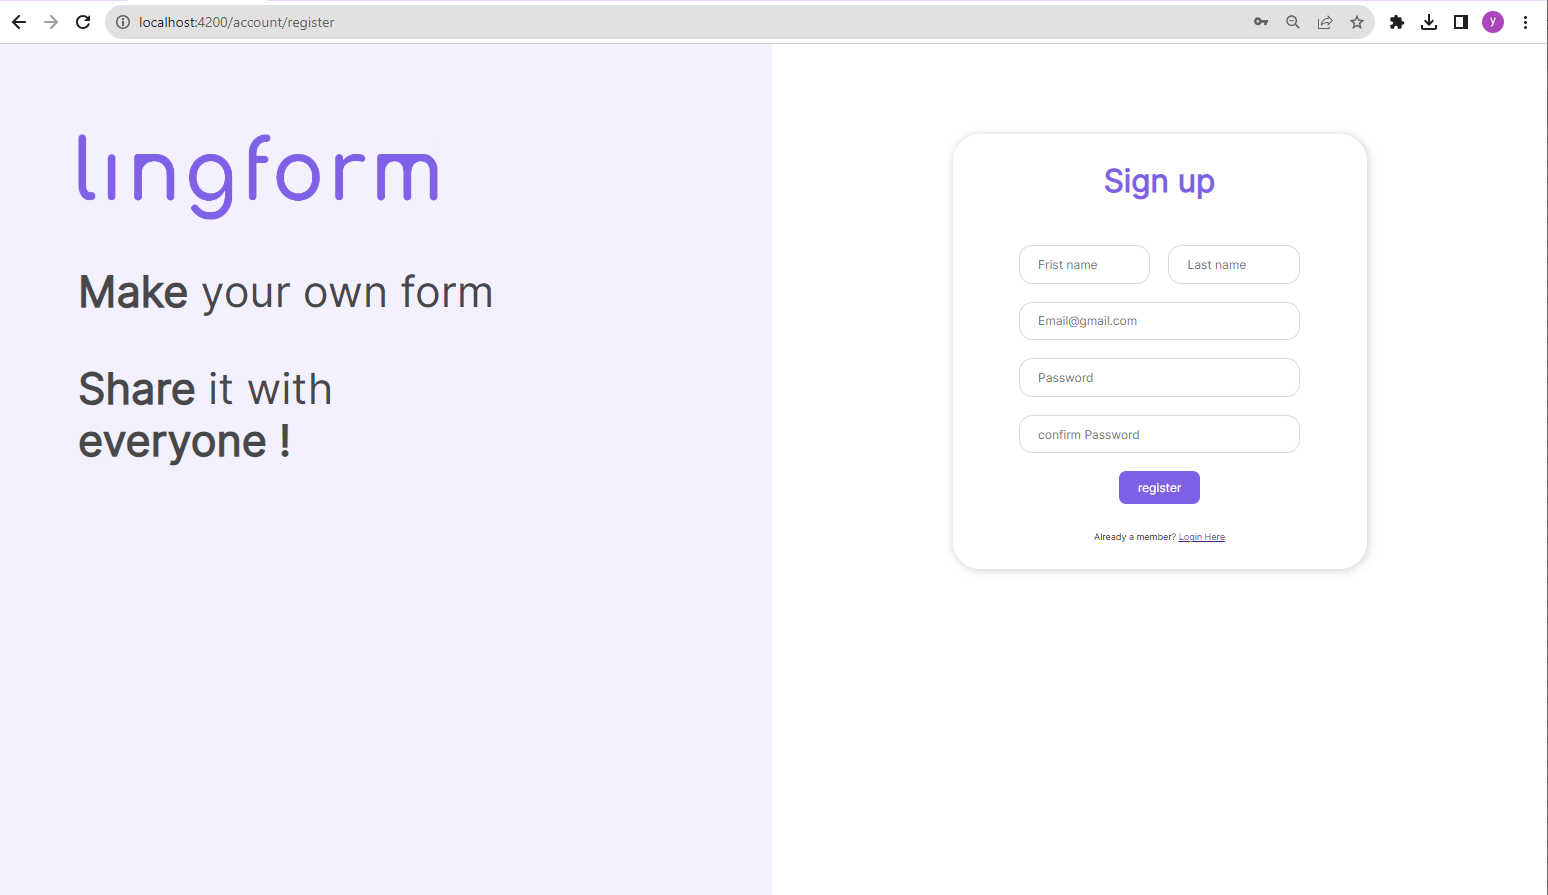 localhost:4200/account/register
y
lingform
Make your own form
Share it with
everyone !
Sign up
Frist name
Last name
Email@gmail.com
Password
confirm Password
register
Already a member? Login Here